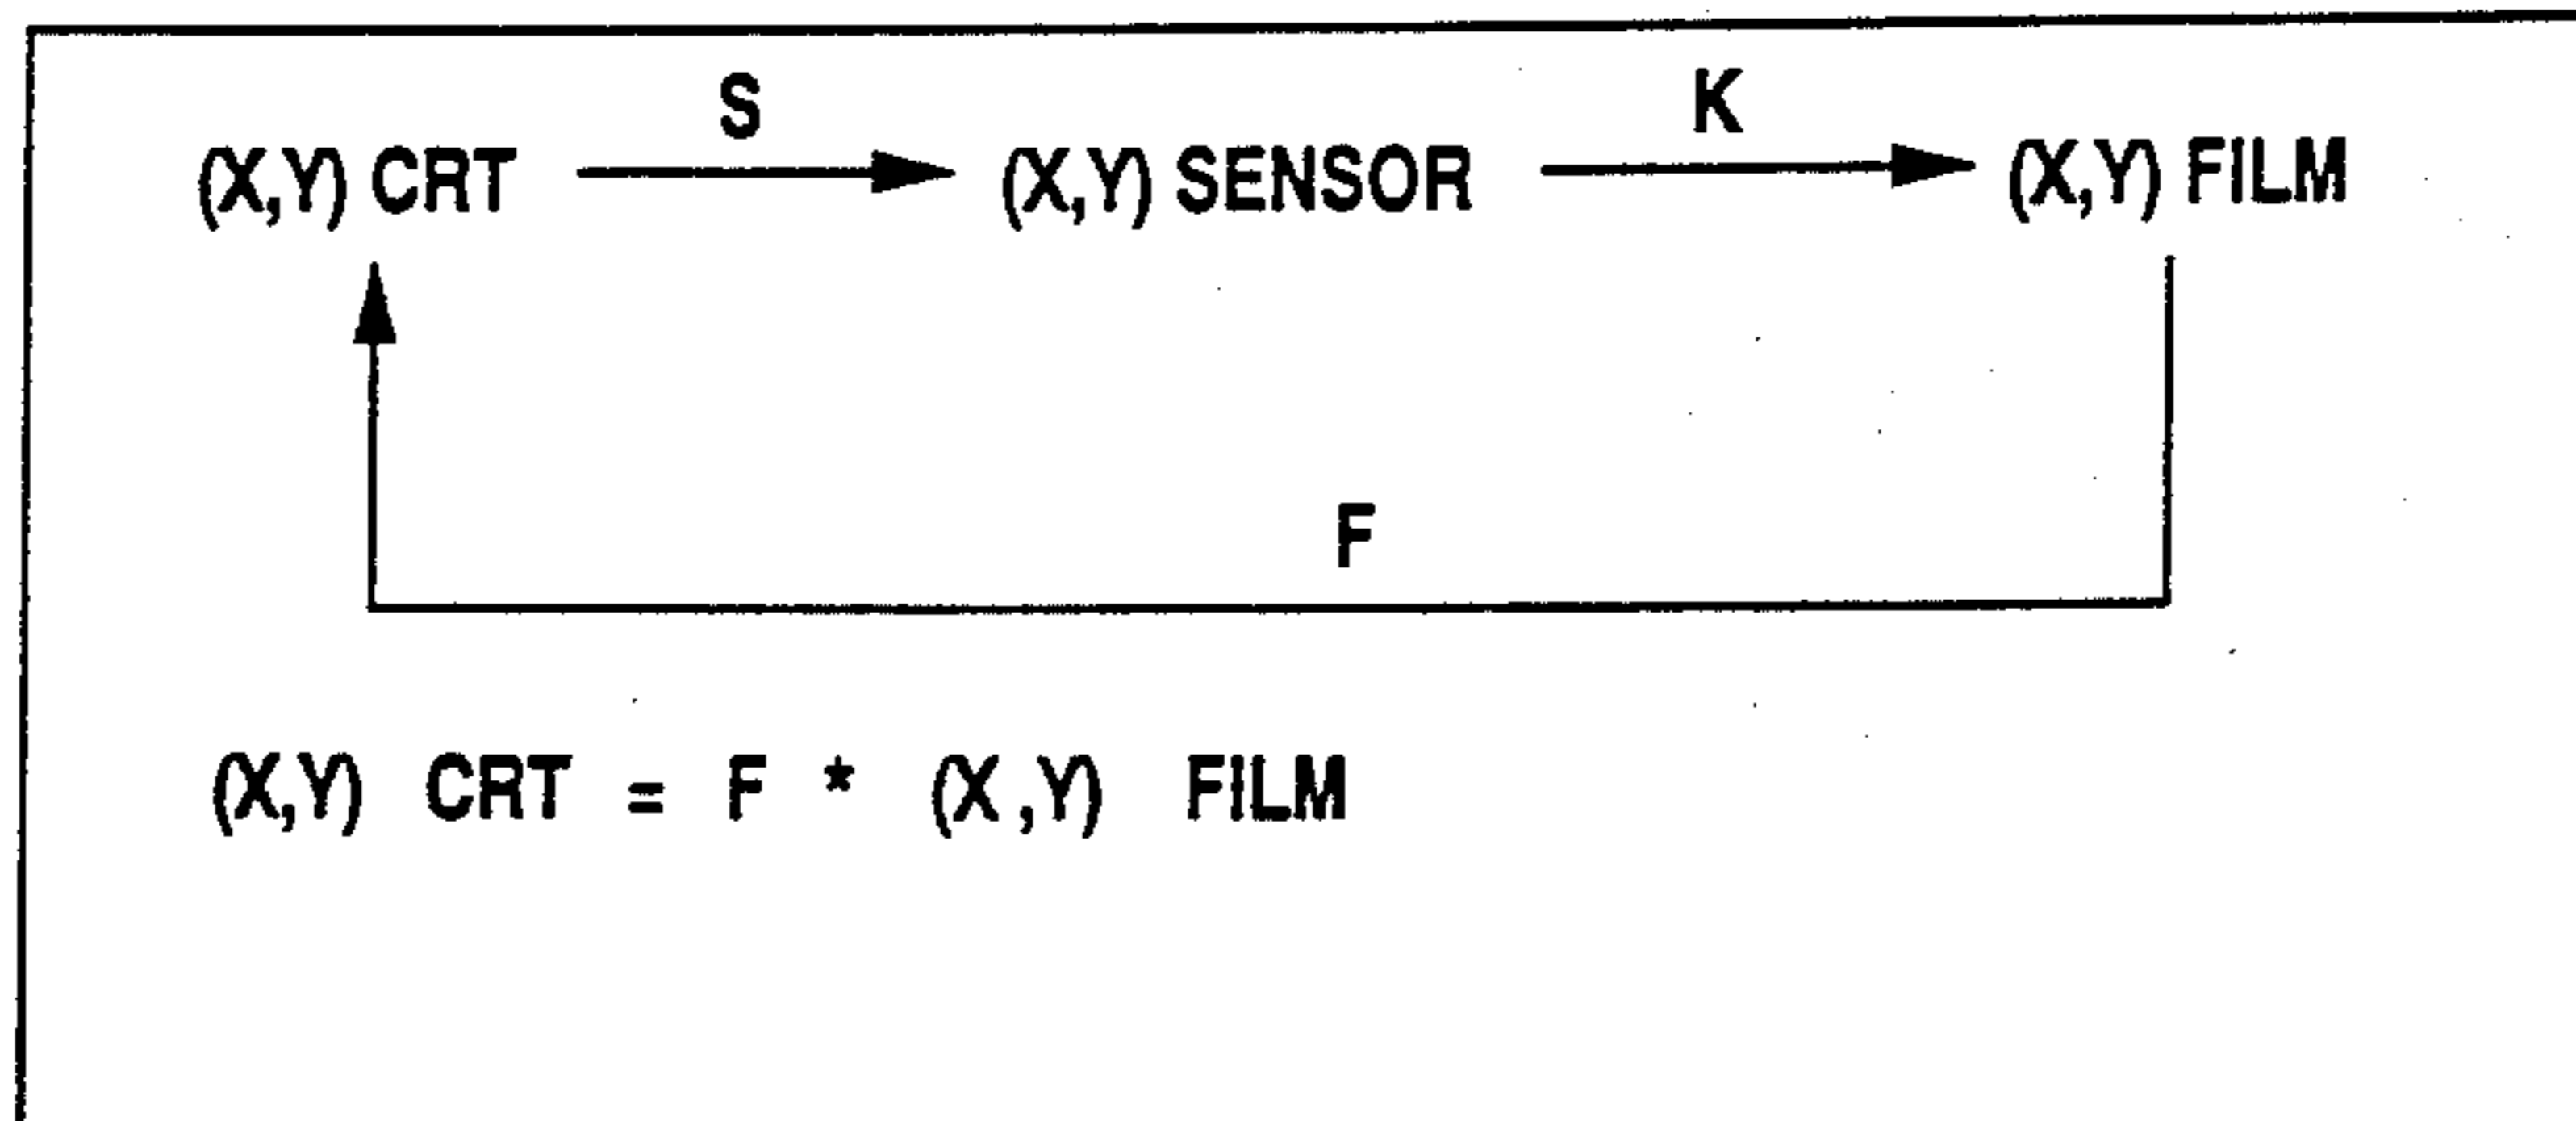 S K
(X,Y) CRT (X,Y) SENSOR (X,Y) FILM
F
(X,Y) CRT = F * (X ,Y) FILM